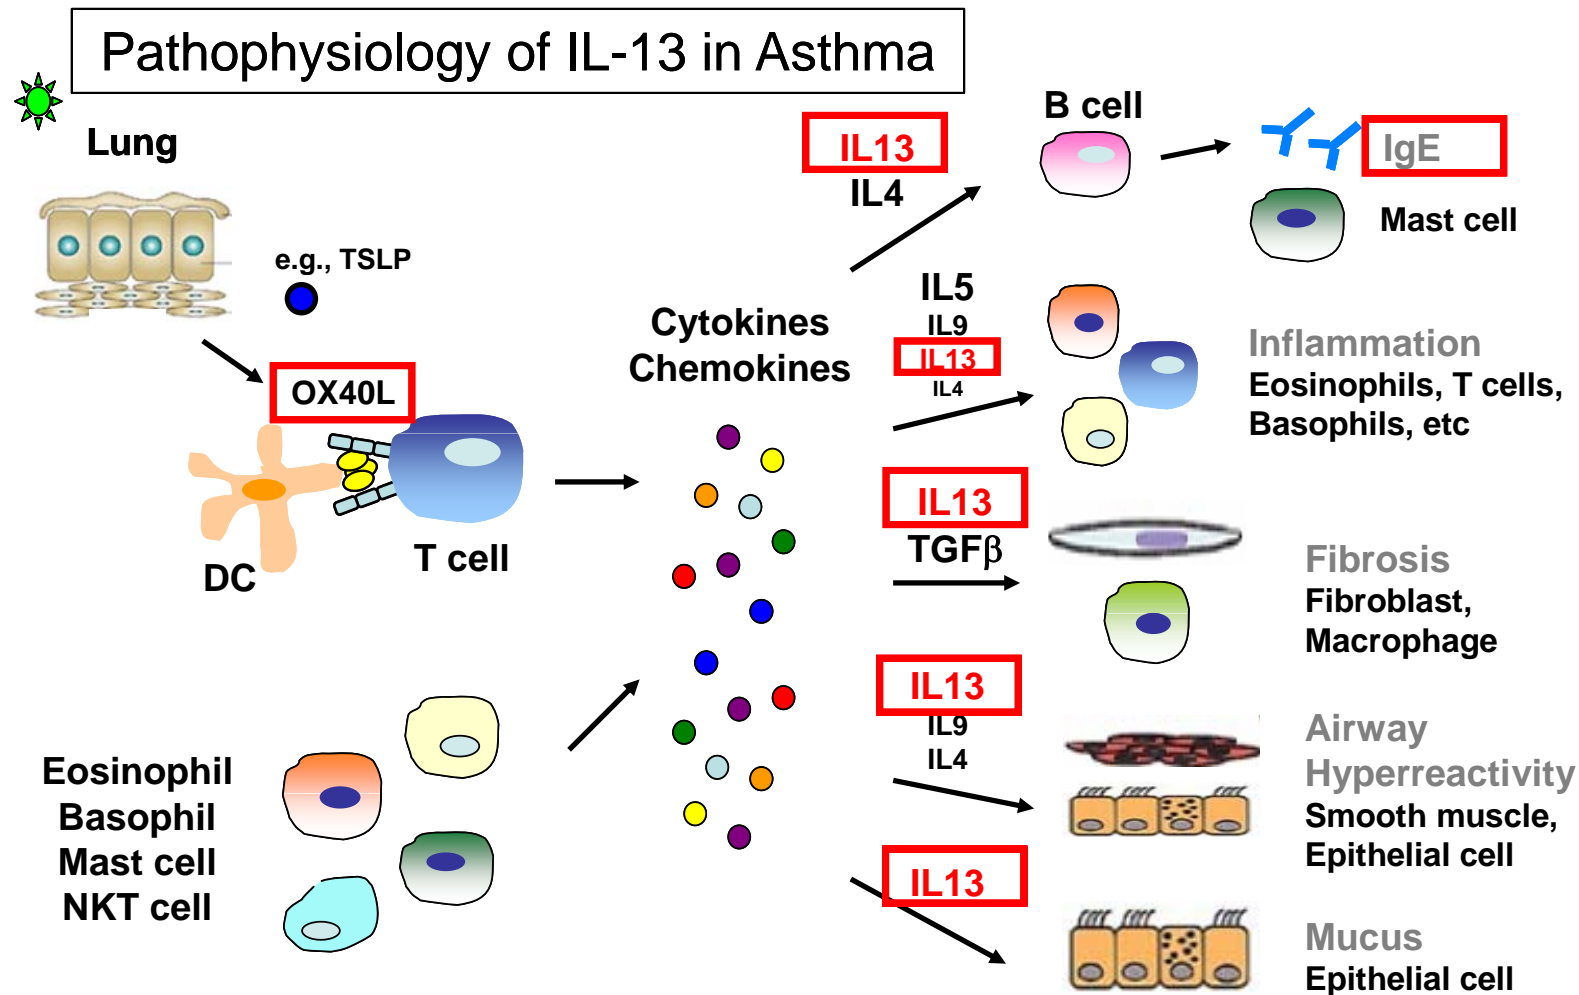 Pathophysiology of IL-13 in Asthma
Lung
e.g., TSLP
OX40L
DC
T cell
Eosinophil
Basophil
Mast cell
NKT cell
Cytokines
Chemokines
IL13
IL4
B cell
IgE
Mast cell
IL5
IL9
IL13
IL4
Inflammation
Eosinophils, T cells,
Basophils, etc
IL13
TGFβ
Fibrosis
Fibroblast,
Macrophage
IL13
IL9
IL4
Airway
Hyperreactivity
Smooth muscle,
Epithelial cell
IL13
Mucus
Epithelial cell